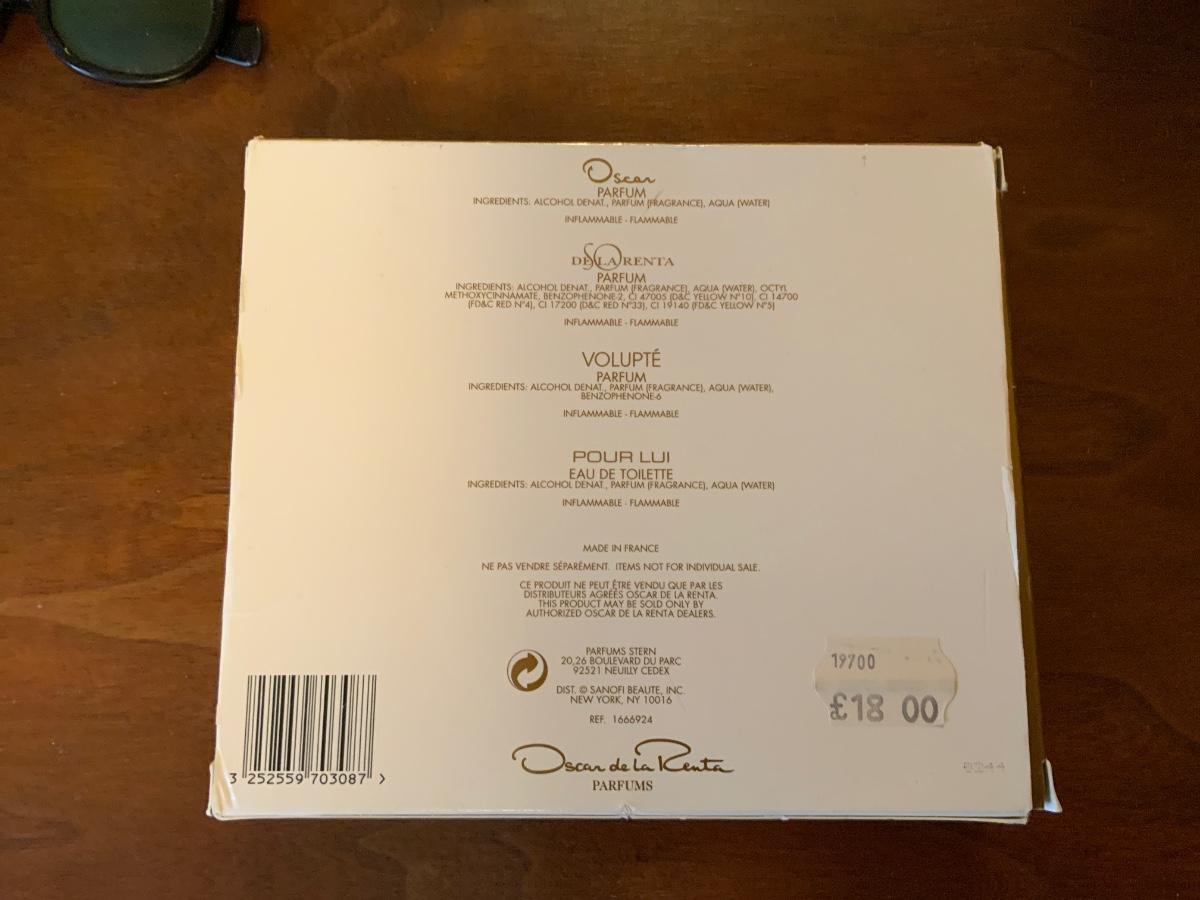 Oscar
PARFUM
INGREDIENTS: ALCOHOL DENAT., PARFUM (FRAGRANCE), AQUA (WATER)
INFLAMMABLE - FLAMMABLE
SO
DE LA RENTA
PARFUM
INGREDIENTS: ALCOHOL DENAT., PARFUM (FRAGRANCE), AQUA (WATER), OCTYL
METHOXYCINNAMATE, BENZOPHENONE-2, CI 47005 (D&C YELLOW N°10), CI 14700
(FD&C RED N°4), CI 17200 (D&C RED N°33), CI 19140 (FD&C YELLOW N°5)
INFLAMMABLE - FLAMMABLE
VOLUPTÉ
PARFUM
INGREDIENTS: ALCOHOL DENAT., PARFUM (FRAGRANCE), AQUA (WATER),
BENZOPHENONE-6
INFLAMMABLE - FLAMMABLE
POUR LUI
EAU DE TOILETTE
INGREDIENTS: ALCOHOL DENAT., PARFUM (FRAGRANCE), AQUA (WATER)
INFLAMMABLE - FLAMMABLE
MADE IN FRANCE
NE PAS VENDRE SÉPARÉMENT. ITEMS NOT FOR INDIVIDUAL SALE.
CE PRODUIT NE PEUT ÊTRE VENDU QUE PAR LES
DISTRIBUTEURS AGRÉES OSCAR DE LA RENTA.
THIS PRODUCT MAY BE SOLD ONLY BY
AUTHORIZED OSCAR DE LA RENTA DEALERS.
PARFUMS STERN
20,26 BOULEVARD DU PARC
92521 NEUILLY CEDEX
DIST. © SANOFI BEAUTE, INC.
NEW YORK, NY 10016
REF. 1666924
Oscar de la Renta
PARFUMS
3 252559 703087 >
19700
£18 00